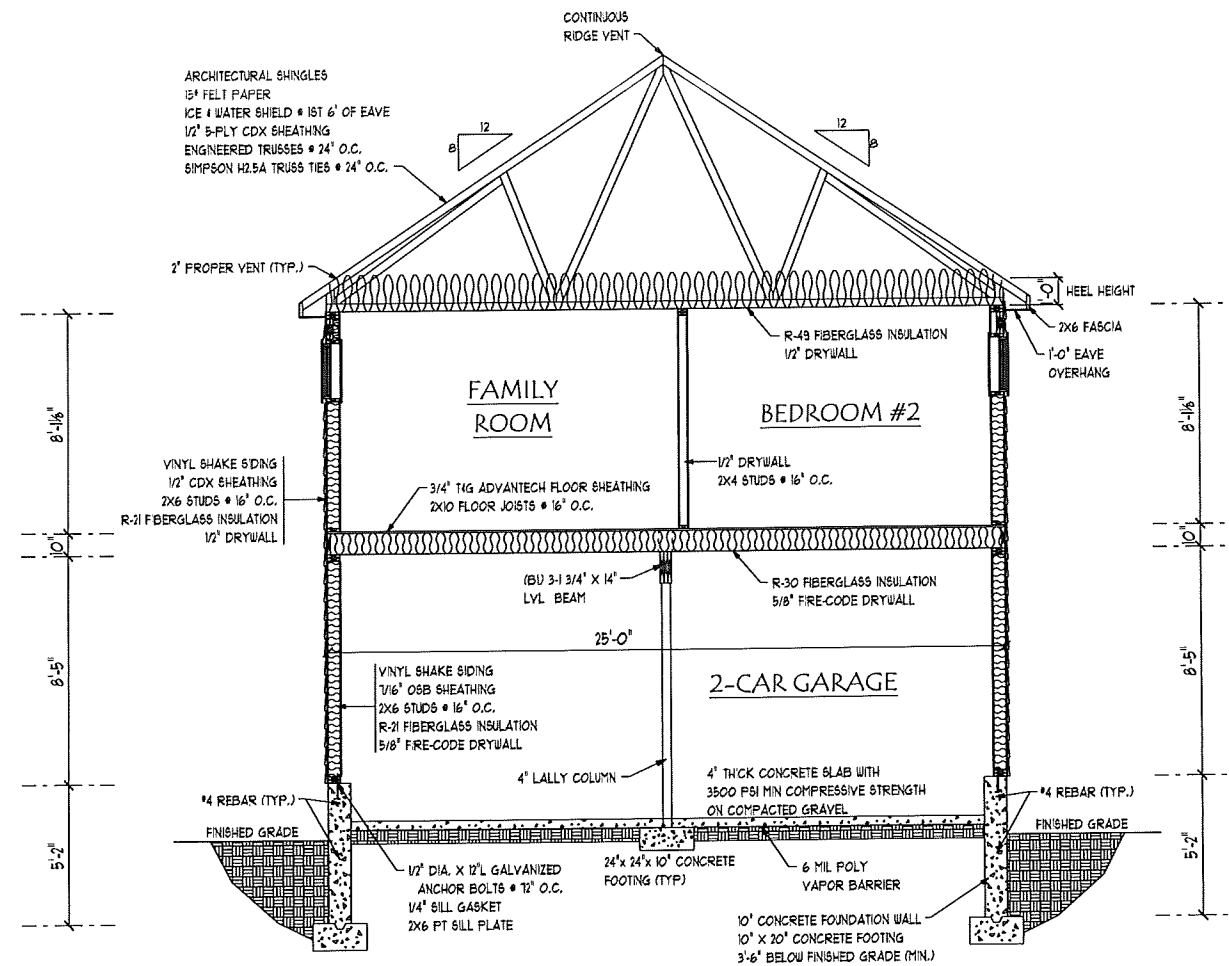 CONTINUOUS
RIDGE VENT
ARCHITECTURAL SHINGLES
15# FELT PAPER
ICE & WATER SHIELD @ 1ST 6' OF EAVE
1/2" 5-PLY CDX SHEATHING
ENGINEERED TRUSSES @ 24" O.C.
SIMPSON H2.5A TRUSS TIES @ 24" O.C.
12
8
12
8
2" PROPER VENT (TYP.)
HEEL HEIGHT
2X6 FASCIA
1'-0" EAVE
OVERHANG
R-49 FIBERGLASS INSULATION
1/2" DRYWALL
FAMILY
ROOM
BEDROOM #2
8'-1 1/8"
8'-1 1/8"
VINYL SHAKE SIDING
1/2" CDX SHEATHING
2X6 STUDS @ 16" O.C.
R-21 FIBERGLASS INSULATION
1/2" DRYWALL
3/4" T&G ADVANTECH FLOOR SHEATHING
2X10 FLOOR JOISTS @ 16" O.C.
1/2" DRYWALL
2X4 STUDS @ 16" O.C.
10"
10"
(B1) 3-1 3/4" X 14"
LVL BEAM
R-30 FIBERGLASS INSULATION
5/8" FIRE-CODE DRYWALL
25'-0"
8'-5"
8'-5"
VINYL SHAKE SIDING
7/16" OSB SHEATHING
2X6 STUDS @ 16" O.C.
R-21 FIBERGLASS INSULATION
5/8" FIRE-CODE DRYWALL
2-CAR GARAGE
4" LALLY COLUMN
4" THICK CONCRETE SLAB WITH
3500 PSI MIN COMPRESSIVE STRENGTH
ON COMPACTED GRAVEL
#4 REBAR (TYP.)
#4 REBAR (TYP.)
FINISHED GRADE
FINISHED GRADE
5'-2"
5'-2"
1/2" DIA. X 12"L GALVANIZED
ANCHOR BOLTS @ 72" O.C.
1/4" SILL GASKET
2X6 PT SILL PLATE
24"x 24"x 10" CONCRETE
FOOTING (TYP)
6 MIL POLY
VAPOR BARRIER
10" CONCRETE FOUNDATION WALL
10" X 20" CONCRETE FOOTING
3'-6" BELOW FINISHED GRADE (MIN.)